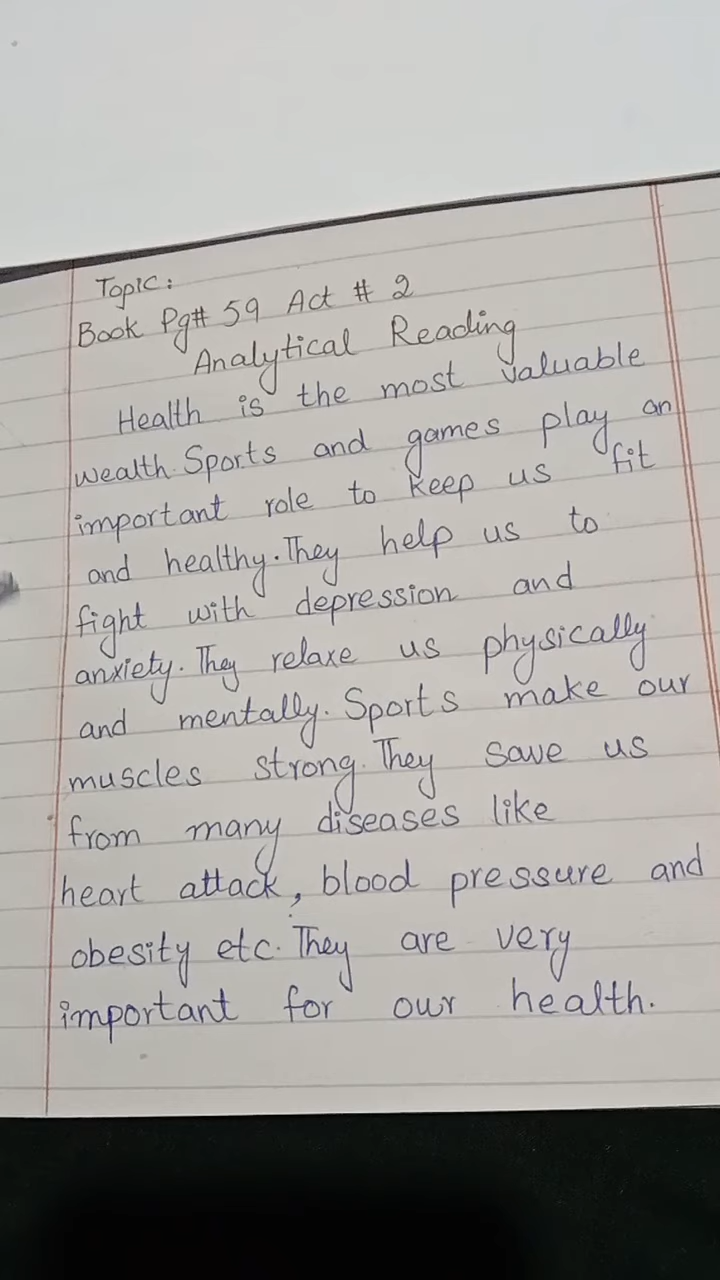 Topic:
Book Pg# 59 Act # 2
Analytical Reading
Health is the most valuable
wealth. Sports and games play an
important role to keep us fit
and healthy. They help us to
fight with depression and
anxiety. They relaxe us physically
and mentally. Sports make our
muscles strong. They save us
from many diseases like
heart attack, blood pressure and
obesity etc. They are very
important for our health.